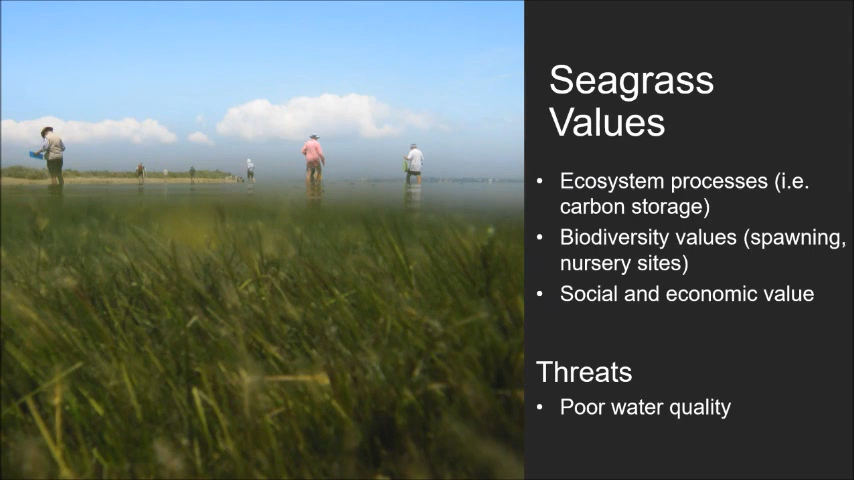 Seagrass
Values
• Ecosystem processes (i.e.
carbon storage)
• Biodiversity values (spawning,
nursery sites)
• Social and economic value
Threats
• Poor water quality